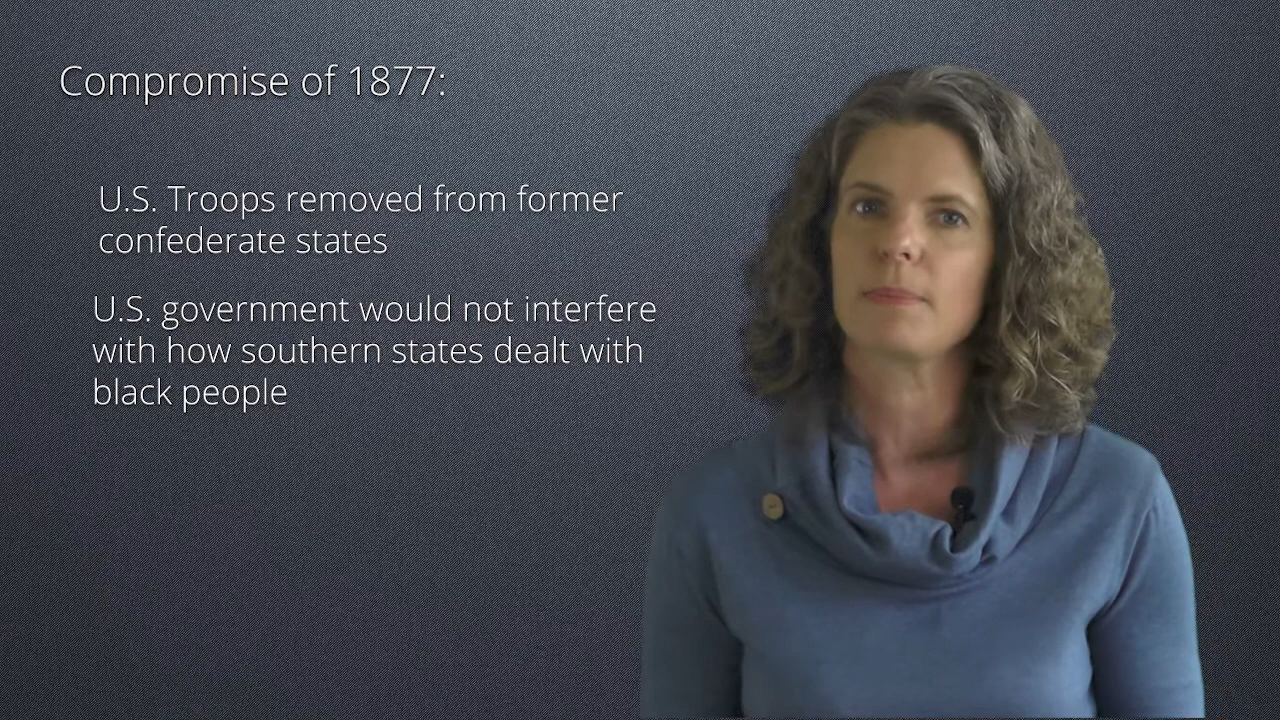 Compromise of 1877:
U.S. Troops removed from former
confederate states
U.S. government would not interfere
with how southern states dealt with
black people